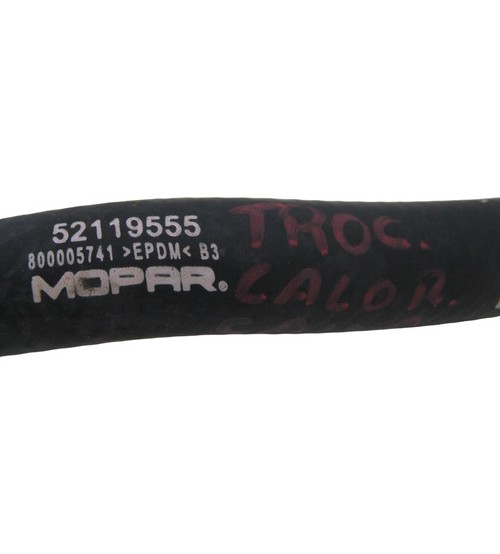 52119555
800005741 >EPDM< B3
MOPAR®
TROC.
CALOR.